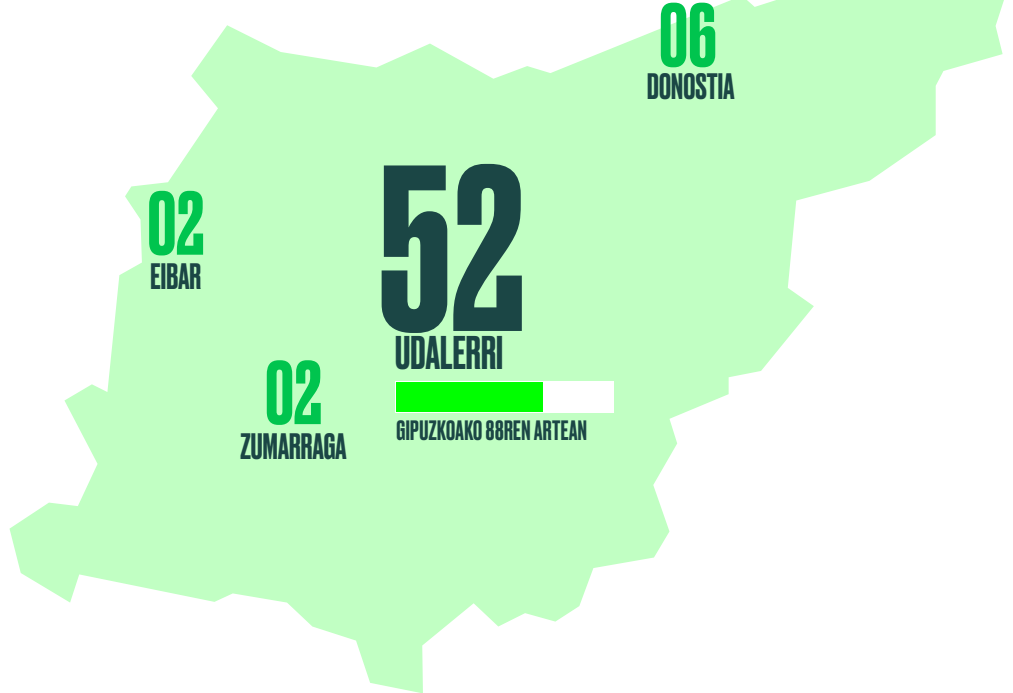 06
DONOSTIA
02
EIBAR
52
UDALERRI
GIPUZKOAKO 88REN ARTEAN
02
ZUMARRAGA